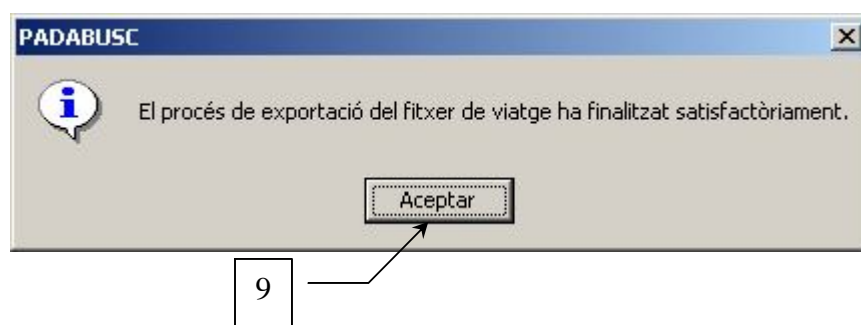 PADABUSC
El procés de exportació del fitxer de viatge ha finalitzat satisfactòriament.
Aceptar
9